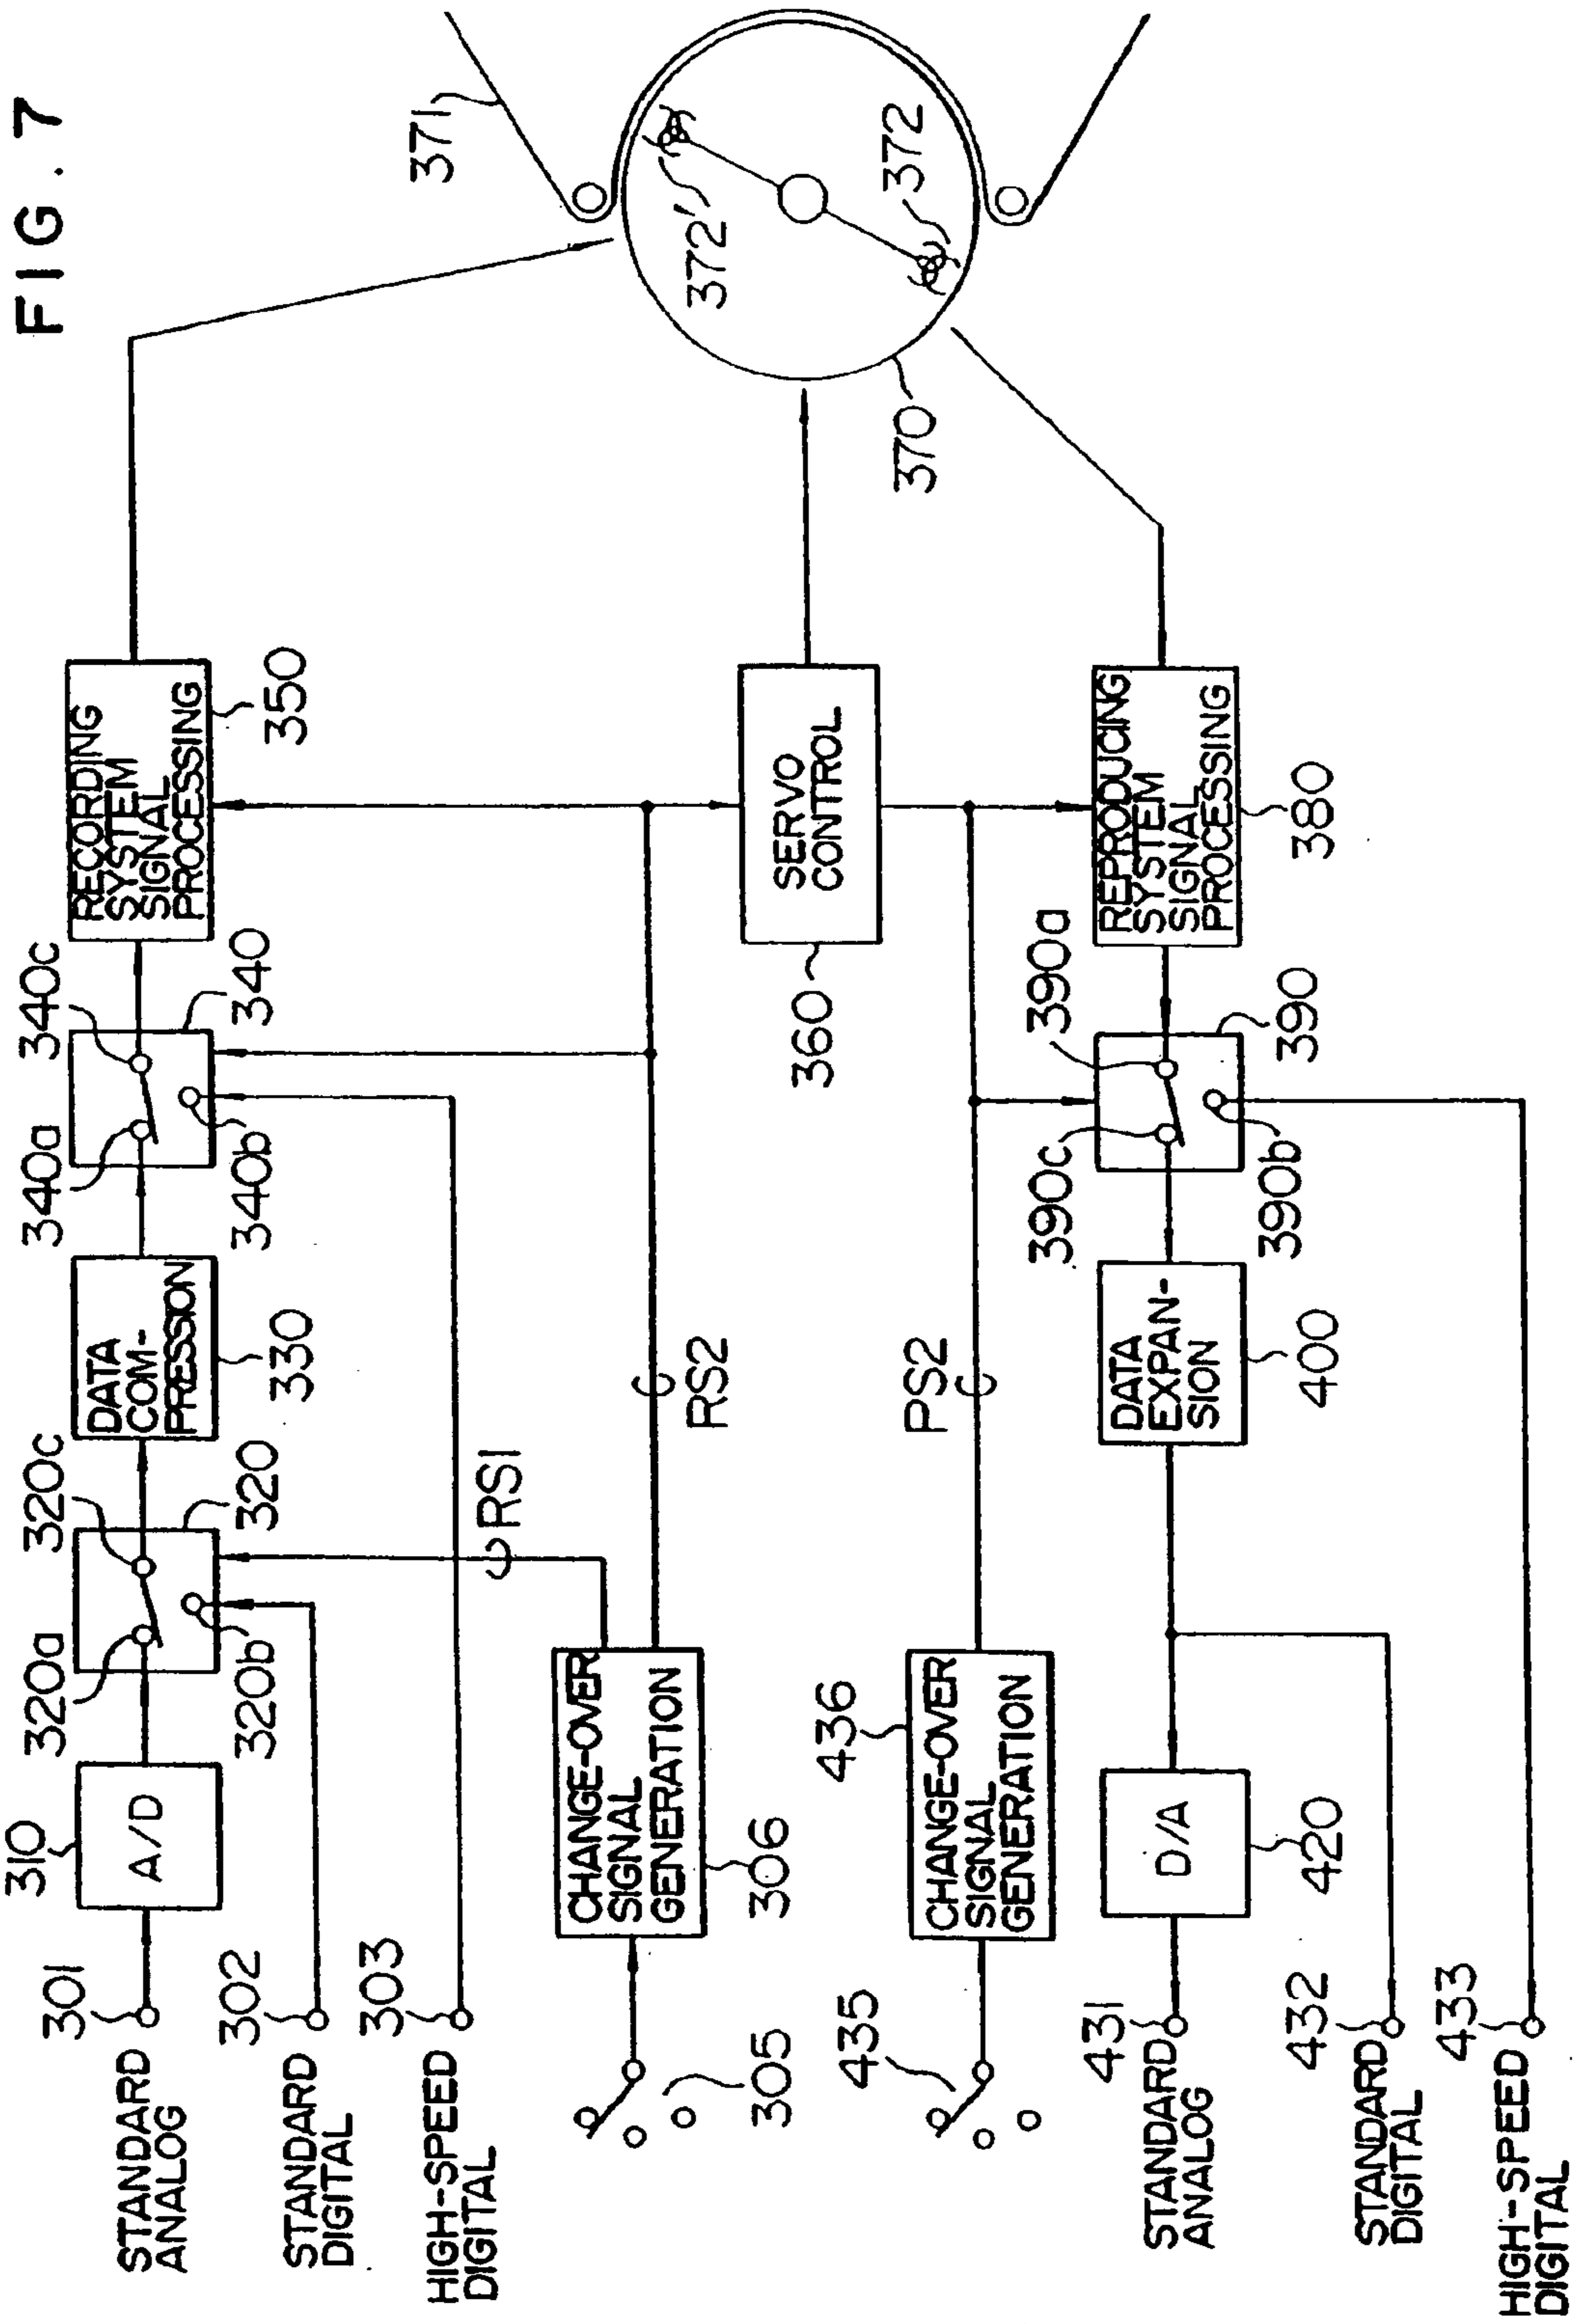 FIG. 7
301
STANDARD
ANALOG
310
A/D
320a
320c
320b
320
DATA
COM-
PRESSION
330
340a
340c
340b
340
RECORDING
SYSTEM
SIGNAL
PROCESSING
350
371
372'
372
370
302
STANDARD
DIGITAL
303
HIGH-SPEED
DIGITAL
RS1
RS2
305
CHANGE-OVER
SIGNAL
GENERATION
306
SERVO
CONTROL
360
435
436
CHANGE-OVER
SIGNAL
GENERATION
PS2
431
STANDARD
ANALOG
D/A
420
DATA
EXPAN-
SION
400
390c
390a
390b
390
REPRODUCING
SYSTEM
SIGNAL
PROCESSING
380
432
STANDARD
DIGITAL
433
HIGH-SPEED
DIGITAL